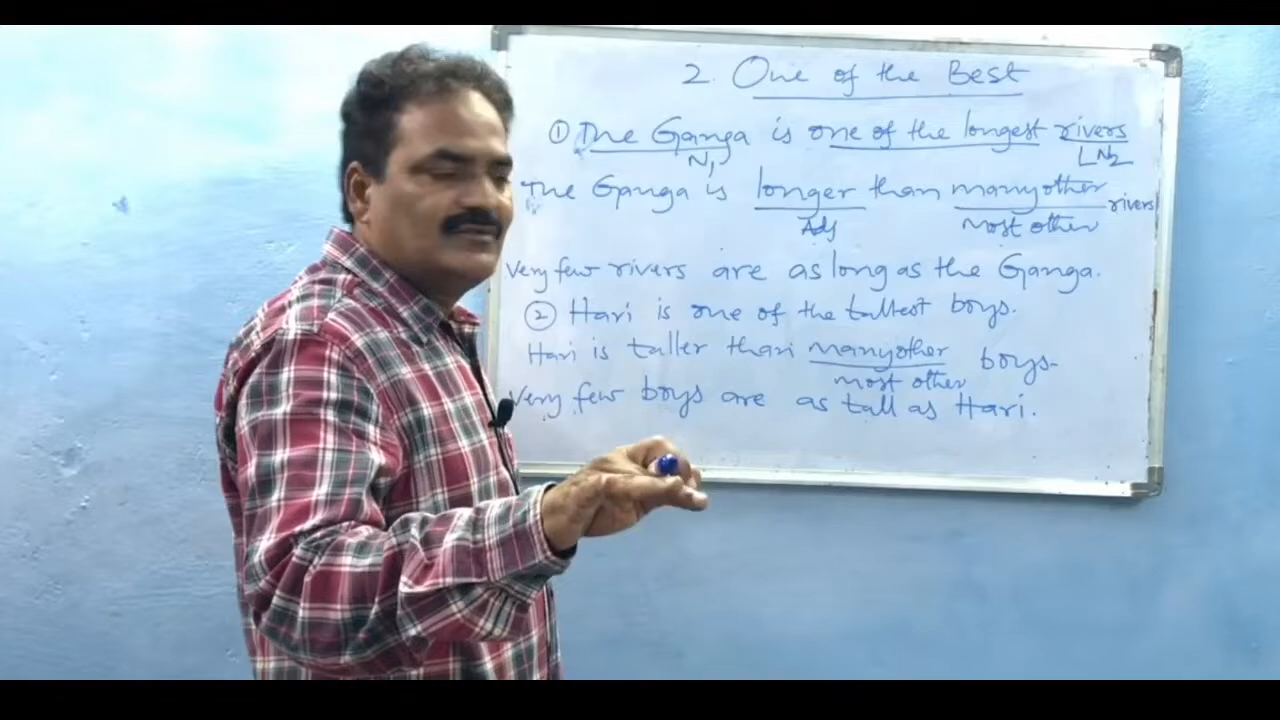 2. One of the Best
① The Ganga is one of the longest rivers
N₁ LN2
The Ganga is longer than many other rivers
Adj most other
Very few rivers are as long as the Ganga.
② Hari is one of the tallest boys.
Hari is taller than many other boys.
most other
Very few boys are as tall as Hari.